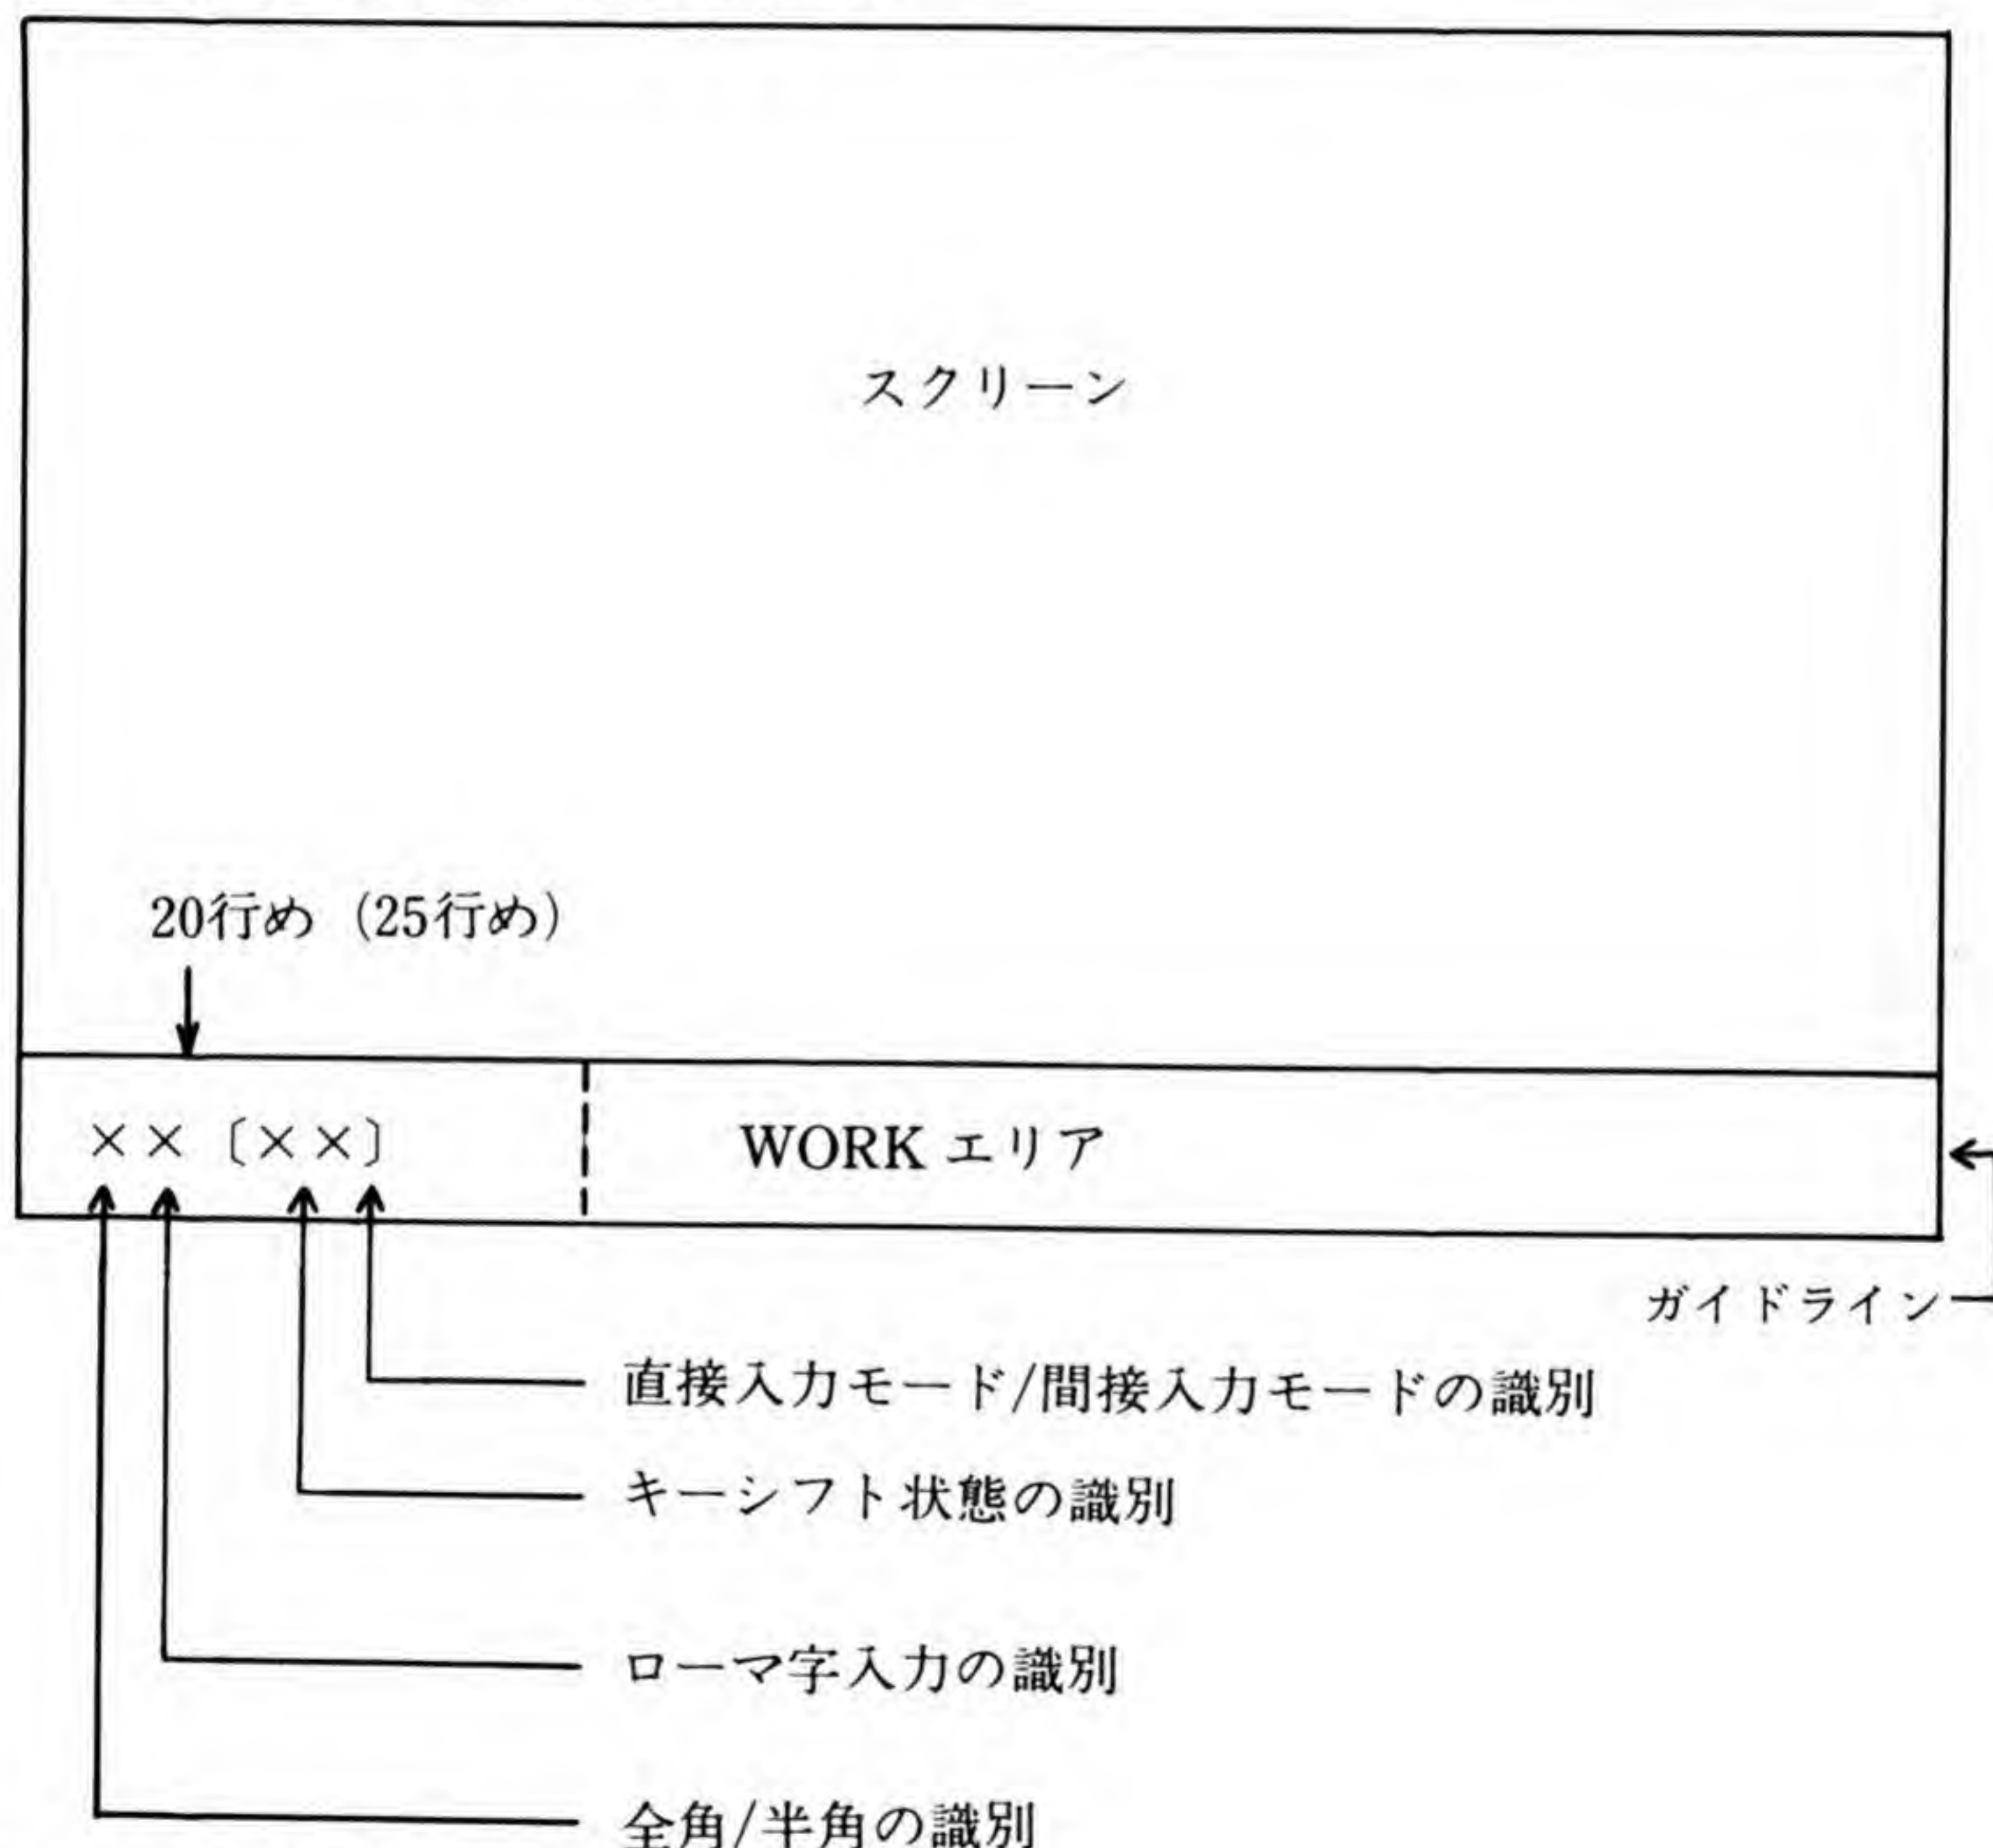 スクリーン
20行め（25行め）
××〔××〕 WORK エリア
ガイドライン
直接入力モード/間接入力モードの識別
キーシフト状態の識別
ローマ字入力の識別
全角/半角の識別